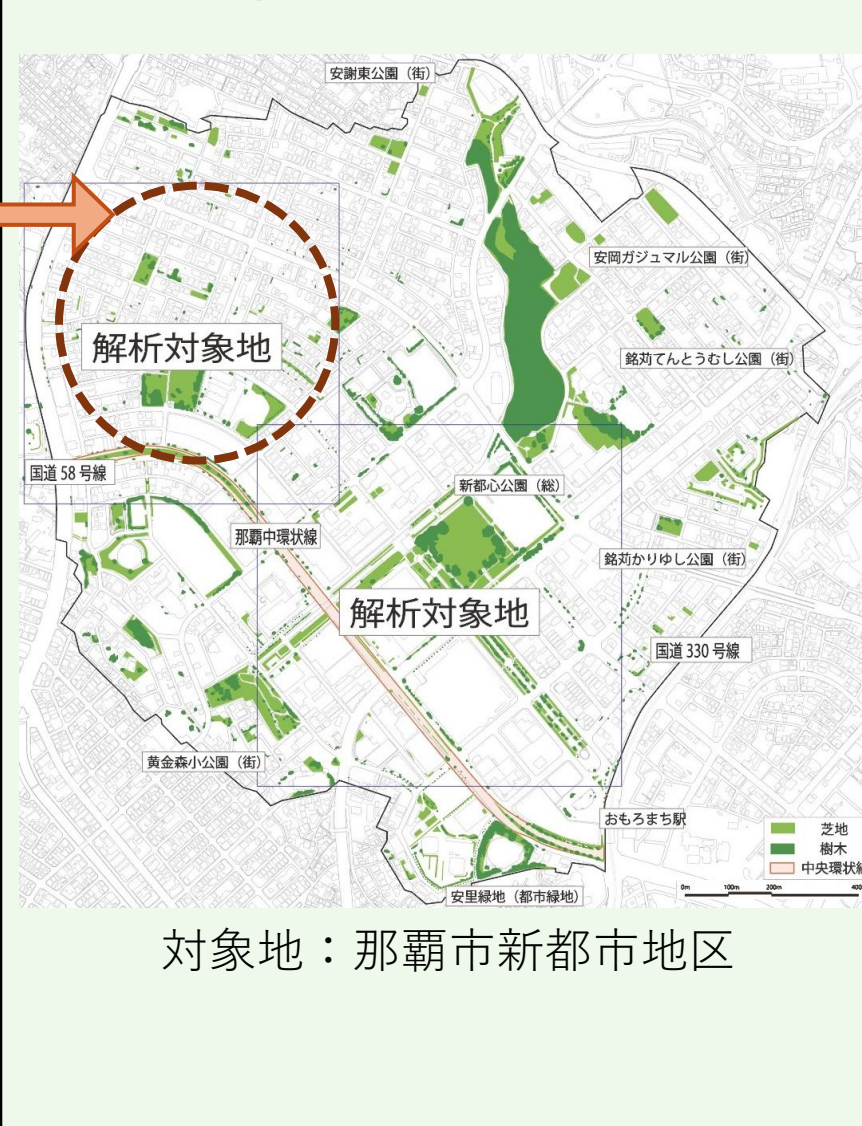 安謝東公園（街）
安岡ガジュマル公園（街）
解析対象地
銘苅てんとうむし公園（街）
国道 58 号線
新都心公園（総）
那覇中環状線
銘苅かりゆし公園（街）
解析対象地
国道 330 号線
黄金森小公園（街）
おもろまち駅
芝地
樹木
中央環状線
安里緑地（都市緑地）
0m 100m 200m 400
対象地：那覇市新都市地区